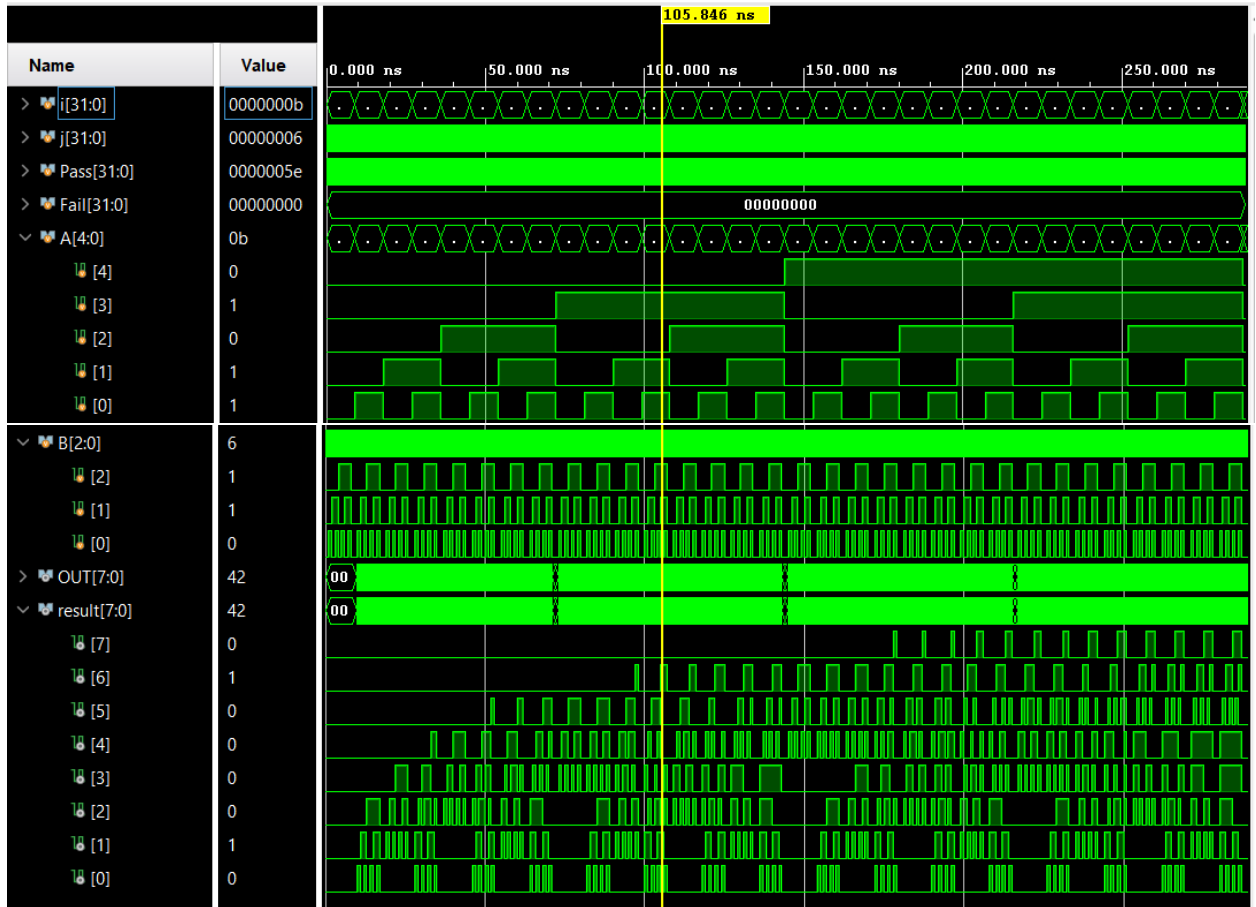 105.846 ns
Name Value 0.000 ns 50.000 ns 100.000 ns 150.000 ns 200.000 ns 250.000 ns
i[31:0] 0000000b
j[31:0] 00000006
Pass[31:0] 0000005e
Fail[31:0] 00000000 00000000
A[4:0] 0b
[4] 0
[3] 1
[2] 0
[1] 1
[0] 1
B[2:0] 6
[2] 1
[1] 1
[0] 0
OUT[7:0] 42 00
result[7:0] 42 00
[7] 0
[6] 1
[5] 0
[4] 0
[3] 0
[2] 0
[1] 1
[0] 0